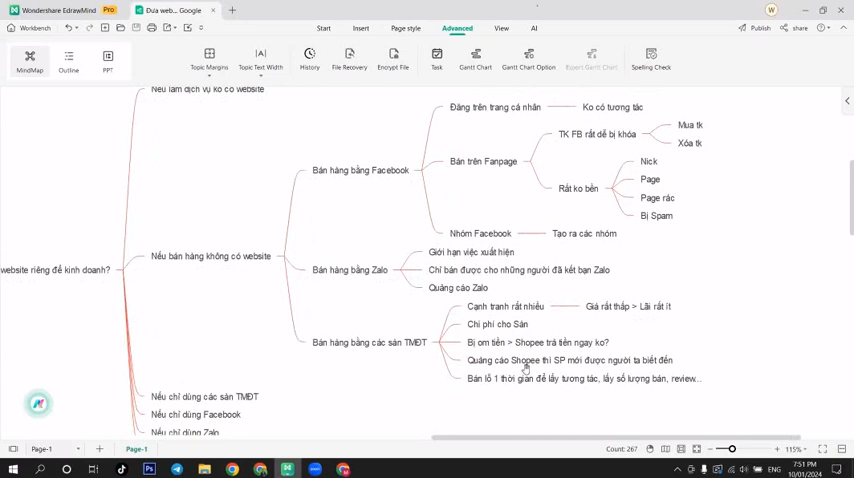 Wondershare EdrawMind
Pro
Đưa web... Google
W
Workbench
Start
Insert
Page style
Advanced
View
AI
Publish
share
MindMap
Outline
PPT
Topic Margins
Topic Text Width
History
File Recovery
Encrypt File
Task
Gantt Chart
Gantt Chart Option
Export Gantt Chart
Spelling Check
Nếu làm dịch vụ ko có website
Đăng trên trang cá nhân
Ko có tương tác
Mua tk
TK FB rất dễ bị khóa
Xóa tk
Bán hàng bằng Facebook
Bán trên Fanpage
Nick
Page
Rất ko bền
Page rác
Bị Spam
Nhóm Facebook
Tạo ra các nhóm
Nếu bán hàng không có website
Giới hạn việc xuất hiện
website riêng để kinh doanh?
Bán hàng bằng Zalo
Chỉ bán được cho những người đã kết bạn Zalo
Quảng cáo Zalo
Cạnh tranh rất nhiều
Giá rất thấp > Lãi rất ít
Chi phí cho Sàn
Bán hàng bằng các sàn TMĐT
Bị om tiền > Shopee trả tiền ngay ko?
Quảng cáo Shopee thì SP mới được người ta biết đến
Bán lỗ 1 thời gian để lấy tương tác, lấy số lượng bán, review...
Nếu chỉ dùng các sàn TMĐT
Nếu chỉ dùng Facebook
Nếu chỉ dùng Zalo
Page-1
Page-1
Count: 267
115%
ENG
7:51 PM
10/01/2024